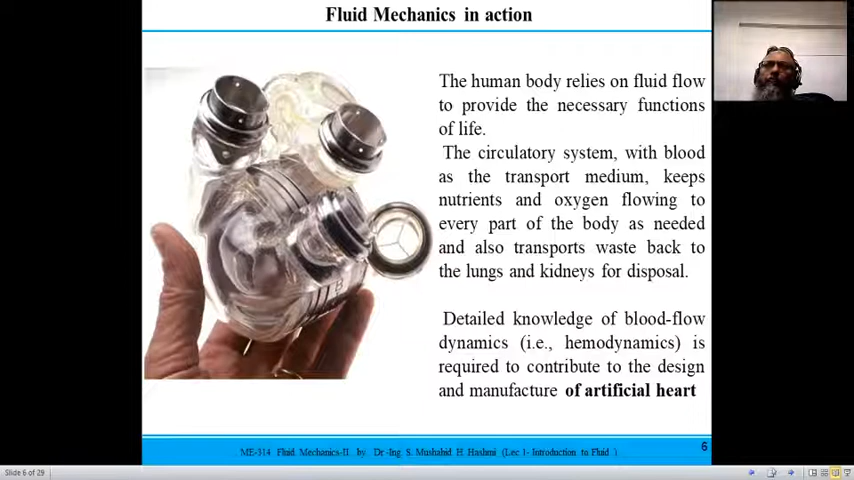 Fluid Mechanics in action
The human body relies on fluid flow
to provide the necessary functions
of life.
The circulatory system, with blood
as the transport medium, keeps
nutrients and oxygen flowing to
every part of the body as needed
and also transports waste back to
the lungs and kidneys for disposal.
Detailed knowledge of blood-flow
dynamics (i.e., hemodynamics) is
required to contribute to the design
and manufacture of artificial heart
6
ME-314 Fluid Mechanics-II by Dr -Ing. S. Mushahid H. Hashmi (Lec 1- Introduction to Fluid )
Slide 6 of 29